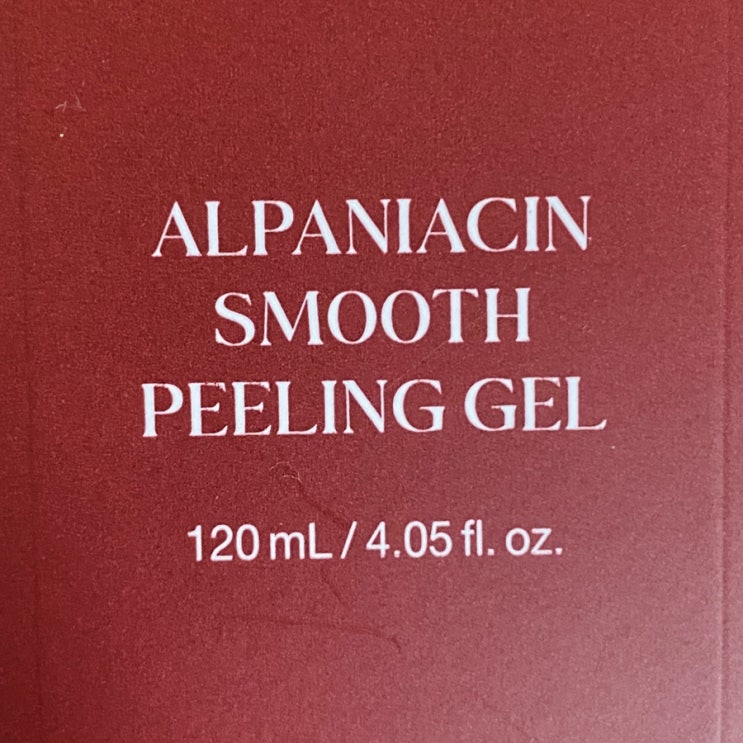 ALPANIACIN
SMOOTH
PEELING GEL
120 mL / 4.05 fl. oz.